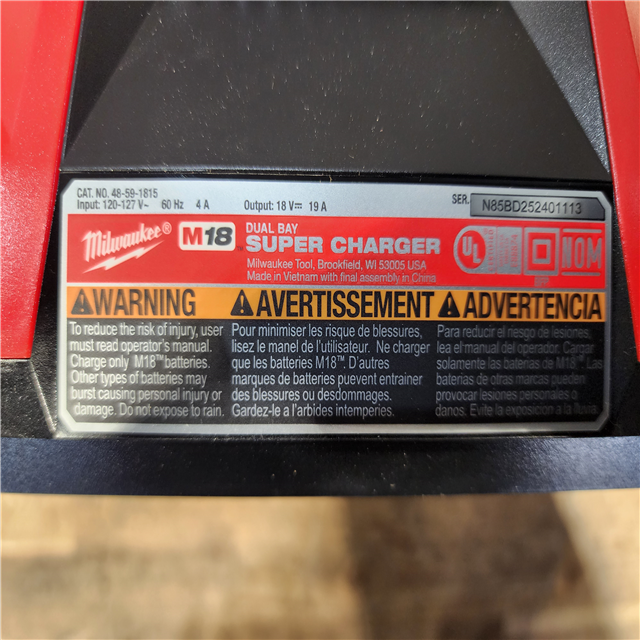 CAT. NO. 48-59-1815
Input: 120-127 V~ 60 Hz 4 A Output: 18 V⎓ 19 A SER. N85BD252401113
Milwaukee® M18™ DUAL BAY
SUPER CHARGER
Milwaukee Tool, Brookfield, WI 53005 USA
Made in Vietnam with final assembly in China
UL NOM
WARNING
To reduce the risk of injury, user
must read operator's manual.
Charge only M18™ batteries.
Other types of batteries may
burst causing personal injury or
damage. Do not expose to rain.
AVERTISSEMENT
Pour minimiser les risque de blessures,
lisez le manel de l'utilisateur. Ne charger
que les batteries M18™. D'autres
marques de batteries peuvent entrainer
des blessures ou desdommages.
Gardez-le a l'arbides intemperies.
ADVERTENCIA
Para reducir el riesgo de lesiones,
lea el manual del operador. Cargar
solamente las baterias de M18™. Las
baterias de otras marcas pueden
provocar lesiones personales o
danos. Evite la exposicion a la lluvia